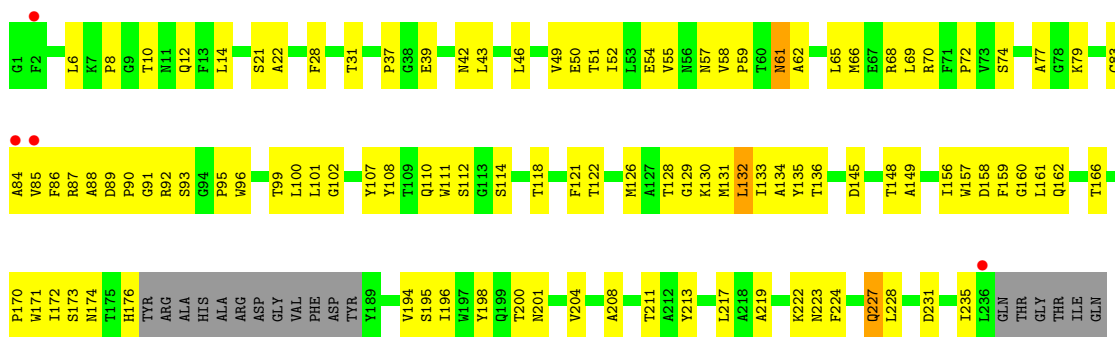 G1 F2 L6 K7 P8 G9 T10 N11 Q12 F13 L14 S21 A22 F28 T31 P37 G38 E39 N42 L43 L46 V49 E50 T51 I52 L53 E54 V55 N56 N57 V58 P59 T60 N61 A62 L65 M66 E67 R68 L69 R70 F71 P72 V73 S74 A77 G78 K79
A84 V85 F86 R87 A88 D89 P90 G91 R92 S93 G94 P95 W96 T99 L100 L101 G102 Y107 Y108 T109 Q110 W111 S112 G113 S114 T118 F121 T122 M126 A127 T128 G129 K130 M131 L132 I133 A134 Y135 T136 D145 T148 A149 I156 W157 D158 F159 G160 L161 Q162 T166
P170 W171 I172 S173 N174 T175 H176 TYR ARG ALA HIS ALA ARG ASP GLY VAL PHE ASP TYR Y189 V194 S195 I196 W197 Y198 Q199 T200 N201 V204 A208 T211 A212 Y213 L217 A218 A219 K222 N223 F224 Q227 L228 D231 I235 L236 GLN THR GLY THR ILE GLN